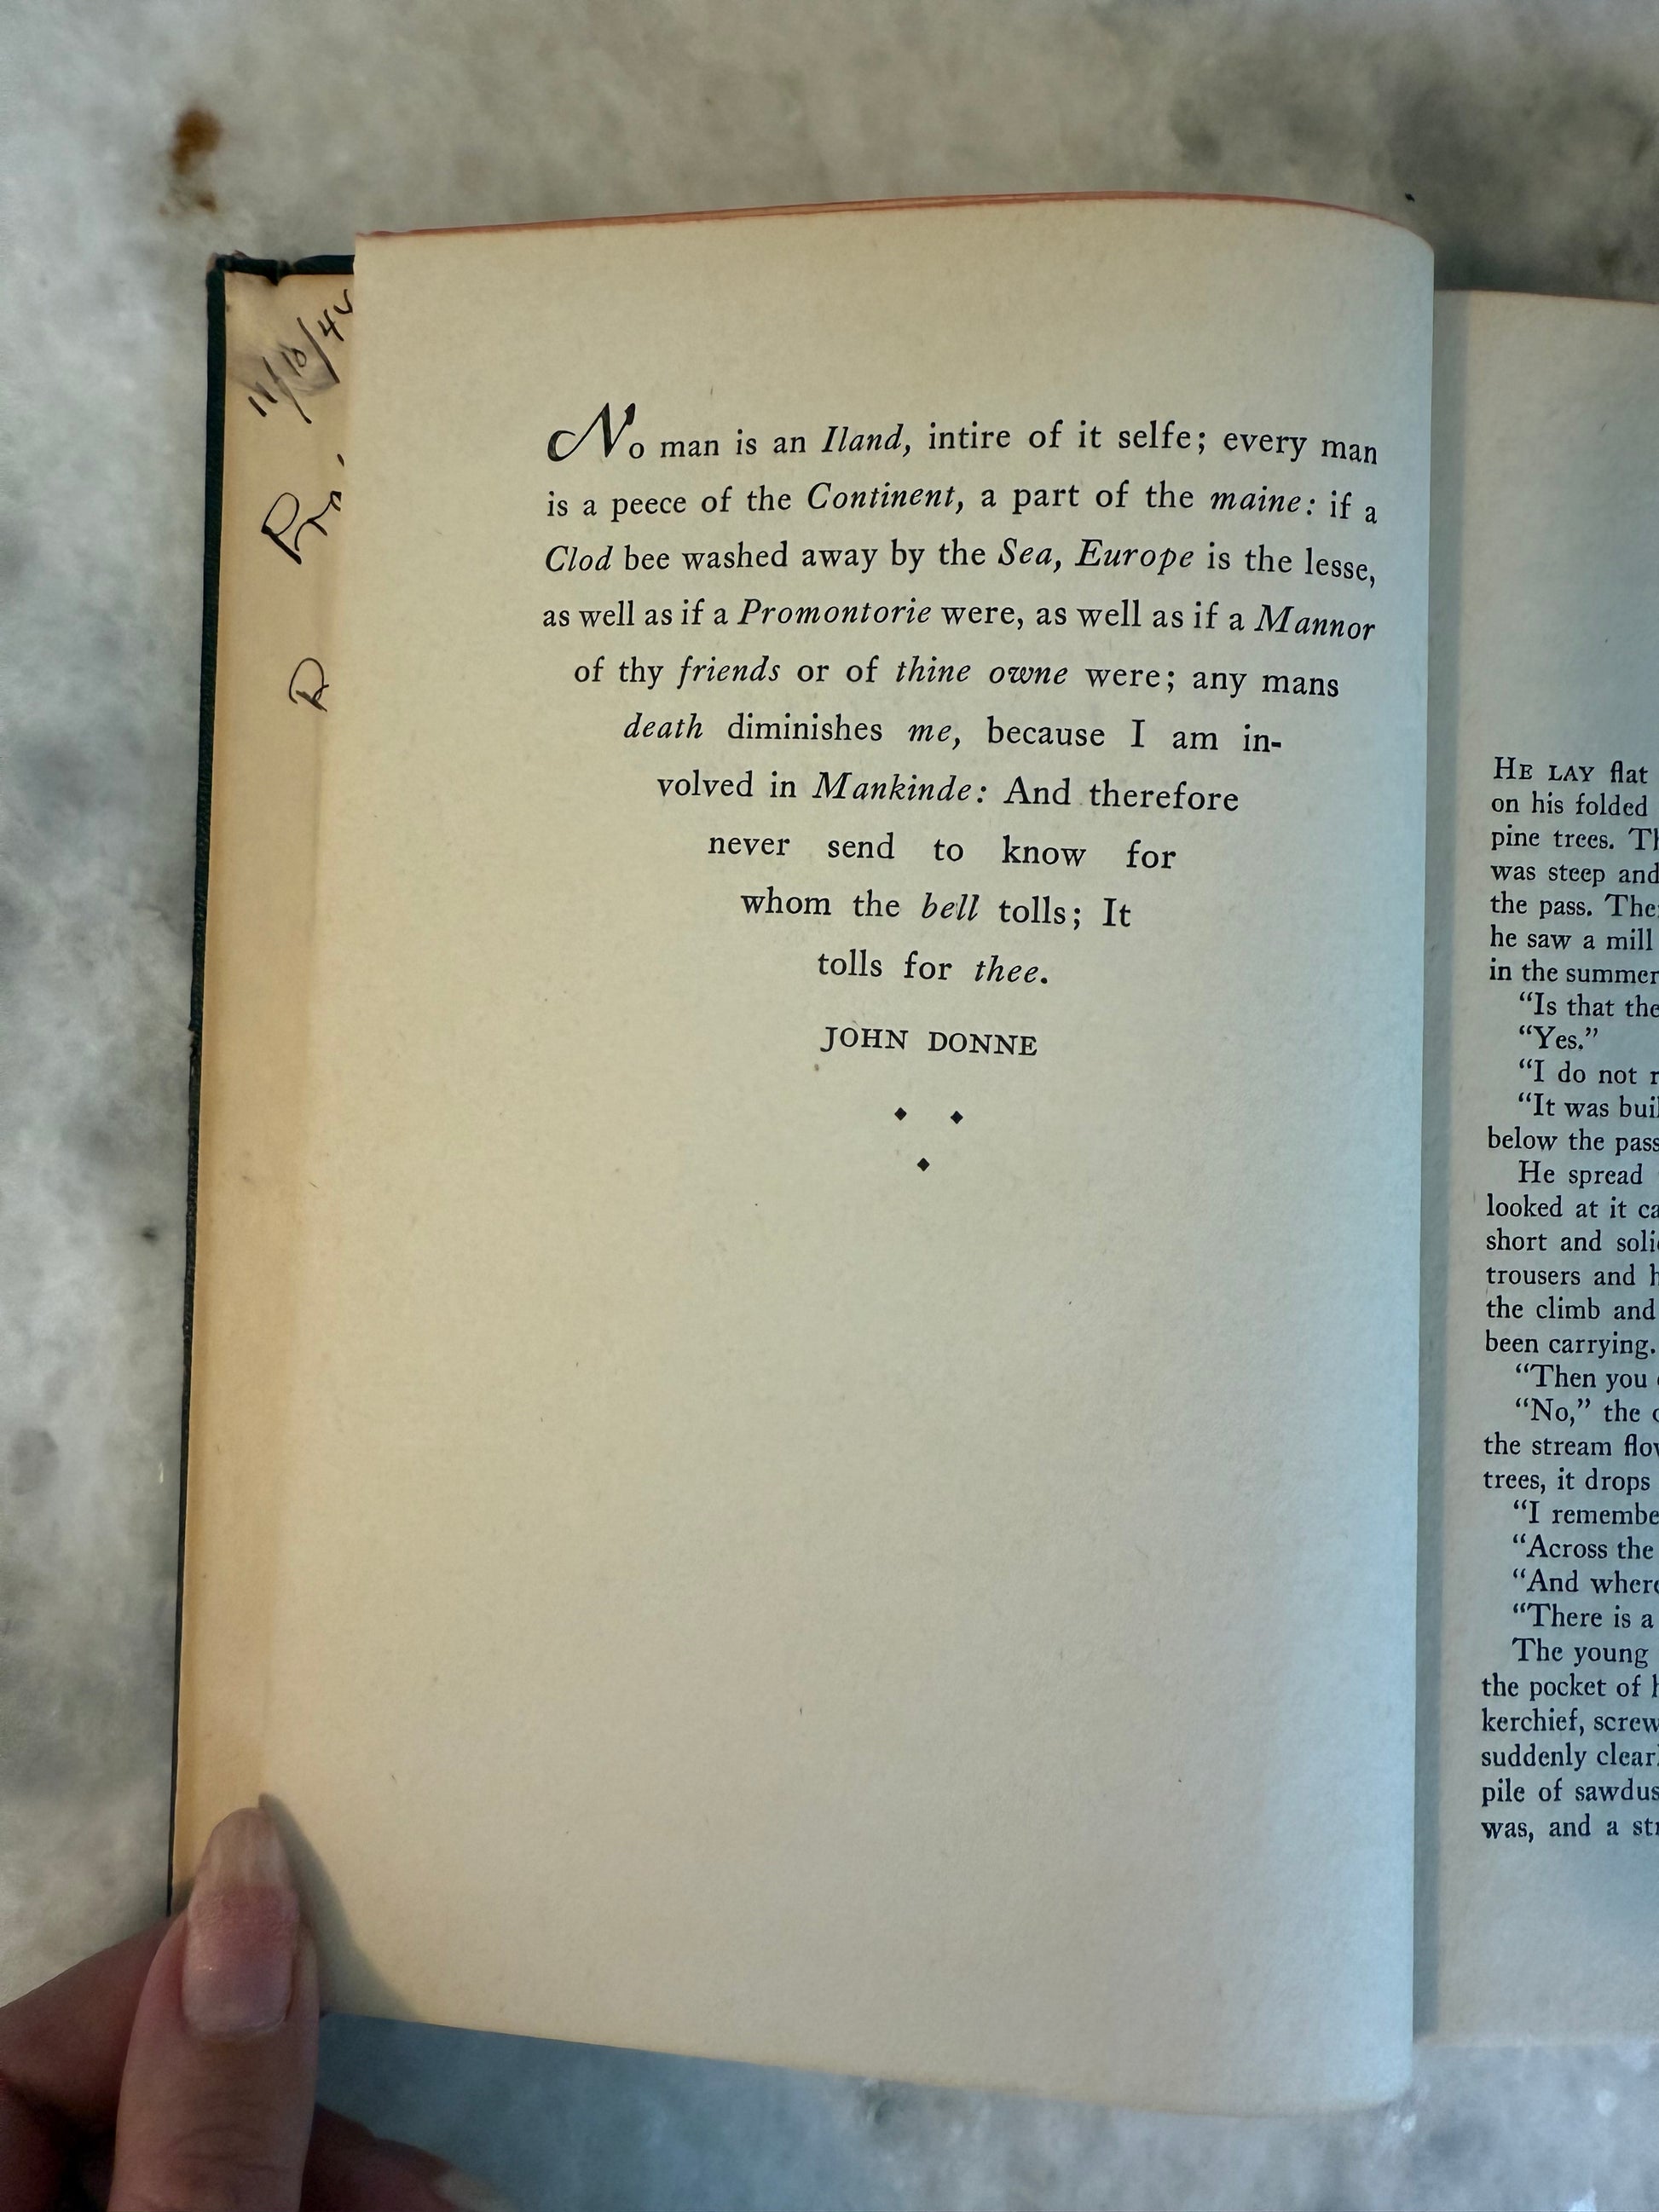 11/10/4
No man is an Iland, intire of it selfe; every man
is a peece of the Continent, a part of the maine: if a
Clod bee washed away by the Sea, Europe is the lesse,
as well as if a Promontorie were, as well as if a Mannor
of thy friends or of thine owne were; any mans
death diminishes me, because I am in-
volved in Mankinde: And therefore
never send to know for
whom the bell tolls; It
tolls for thee.
JOHN DONNE
HE LAY flat
on his folded
pine trees.
was steep and
the pass.
he saw a mill
in the summer
“Is that the
“Yes.”
“I do not
“It was
below the pass
He spread
looked at it
short and
trousers and
the climb and
been carrying.
“Then you
“No,” the
the stream
trees, it drops
“I
“Across the
“And where
“There is a
The young
the pocket of
kerchief,
suddenly
pile of
was, and a